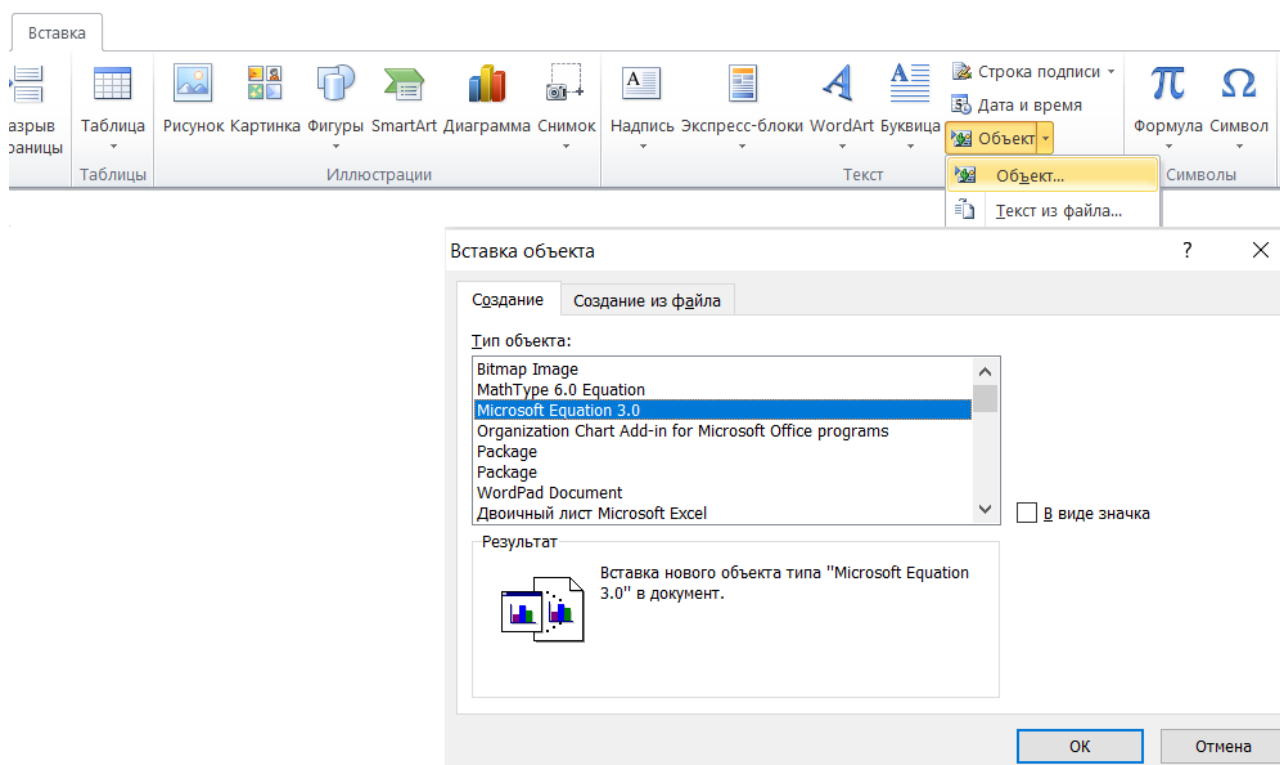 Вставка
Строка подписи
азрыв
раницы
Таблица
Рисунок Картинка Фигуры SmartArt Диаграмма Снимок
Надпись Экспресс-блоки WordArt Буквица
Дата и время
Объект
π Ω
Формула Символ
Таблицы
Иллюстрации
Текст
Символы
Объект...
Текст из файла...
Вставка объекта
? ×
Создание
Создание из файла
Тип объекта:
Bitmap Image
MathType 6.0 Equation
Microsoft Equation 3.0
Organization Chart Add-in for Microsoft Office programs
Package
Package
WordPad Document
Двоичный лист Microsoft Excel
В виде значка
Результат
Вставка нового объекта типа "Microsoft Equation
3.0" в документ.
ОК
Отмена